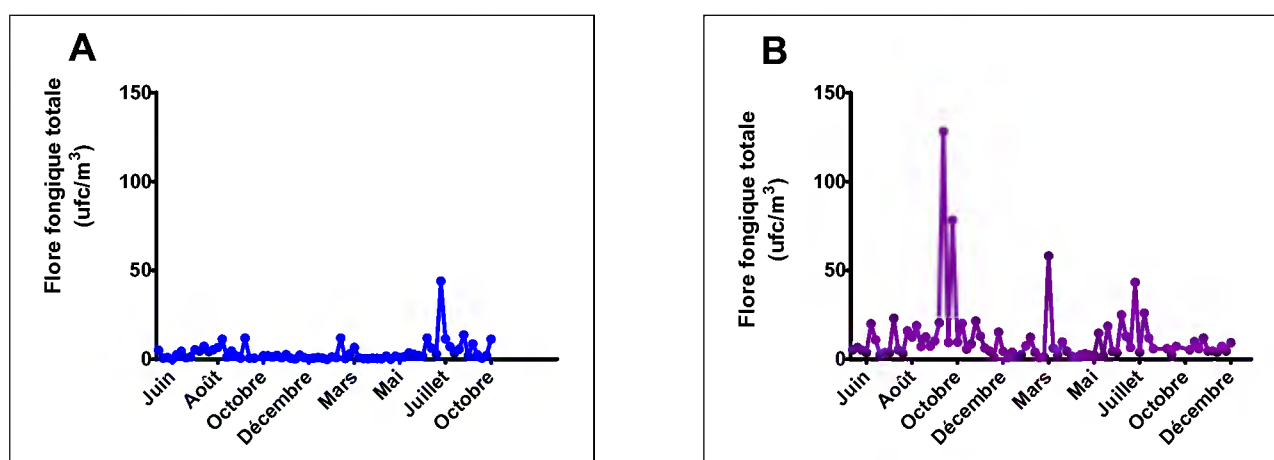 A
Flore fongique totale
(ufc/m³)
150
100
50
0
Juin
Août
Octobre
Décembre
Mars
Mai
Juillet
Octobre
B
Flore fongique totale
(ufc/m³)
150
100
50
0
Juin
Août
Octobre
Décembre
Mars
Mai
Juillet
Octobre
Décembre